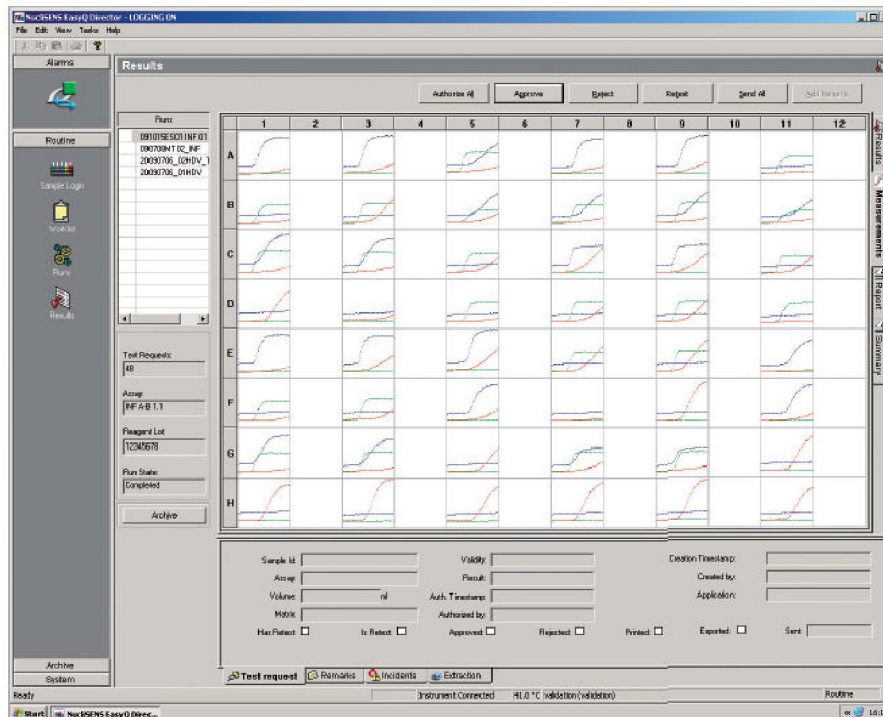 NucliSENS EasyQ Director - LOGGING ON
File Edit View Tasks Help
Alarms
Results
Authorize All Approve Reject Retest Send All Add Remark
Runs
091015ES01INF01
090708MT02_INF
20090706_02HDV_1
20090706_01HDV
Routine
Sample Login
Worklist
Runs
Results
1 2 3 4 5 6 7 8 9 10 11 12
A
B
C
D
E
F
G
H
Results
Measurements
Report
Summary
Test Requests:
48
Assay:
INF A-B 1.1
Reagent Lot:
12345678
Run State:
Completed
Archive
Sample Id: Validity: Creation Timestamp:
Assay: Result: Created by:
Volume: ml Auth. Timestamp: Application:
Matrix: Authorized by:
Has Retest: Is Retest: Approved: Rejected: Printed: Exported: Sent:
Archive
System
Test request Remarks Incidents Extraction
Ready Instrument Connected 41.0 °C validation (validation) Routine
Start NucliSENS EasyQ Direc...